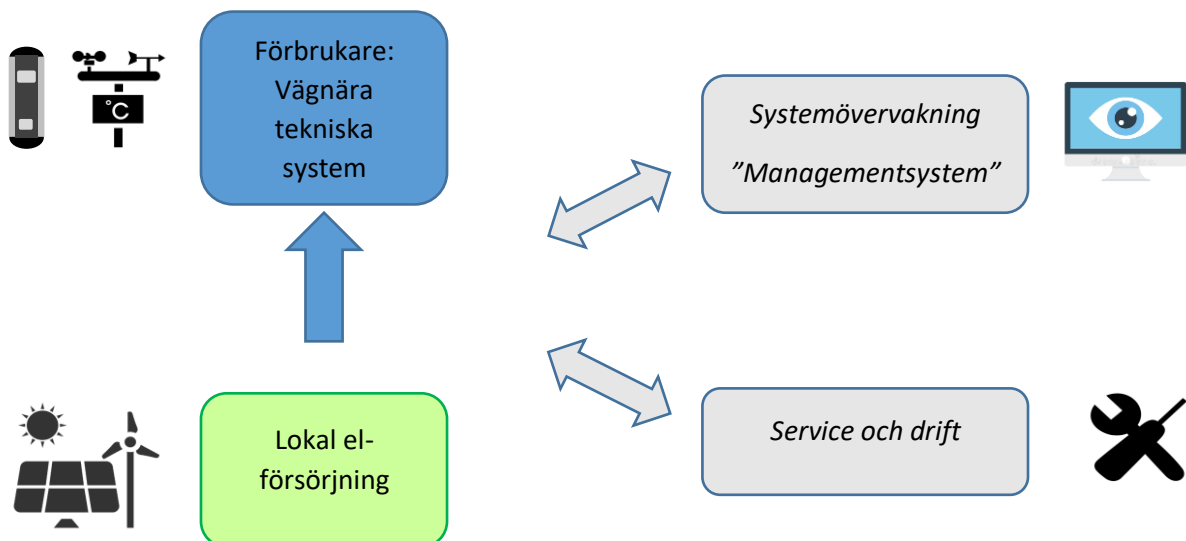 Förbrukare:
Vägnära
tekniska
system
°C
Systemövervakning
”Managementsystem”
Lokal el-
försörjning
Service och drift